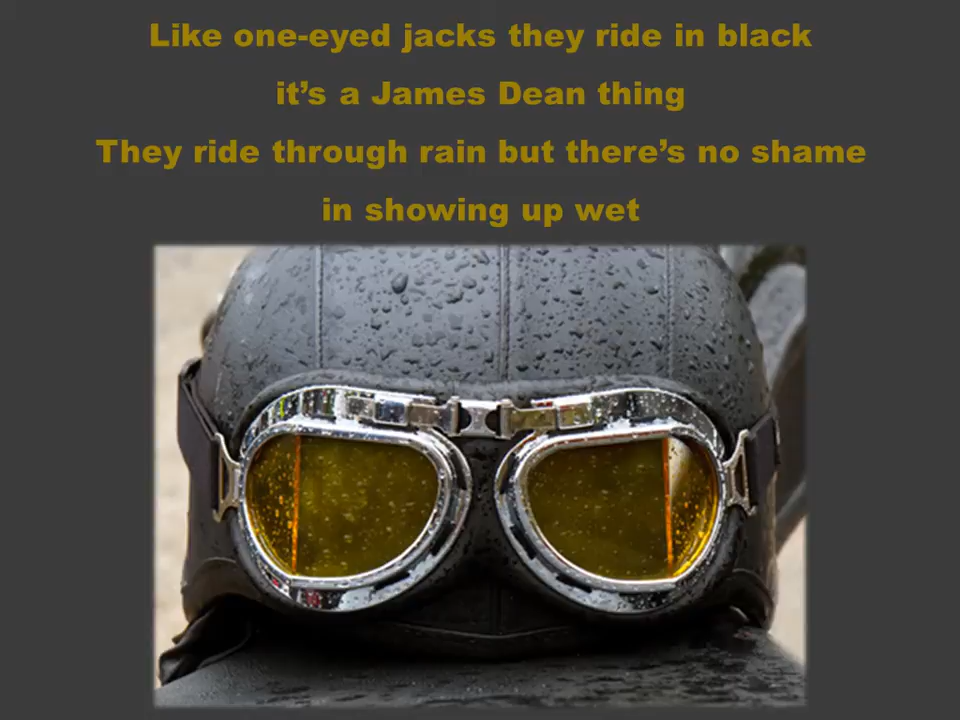 Like one-eyed jacks they ride in black
it’s a James Dean thing
They ride through rain but there’s no shame
in showing up wet